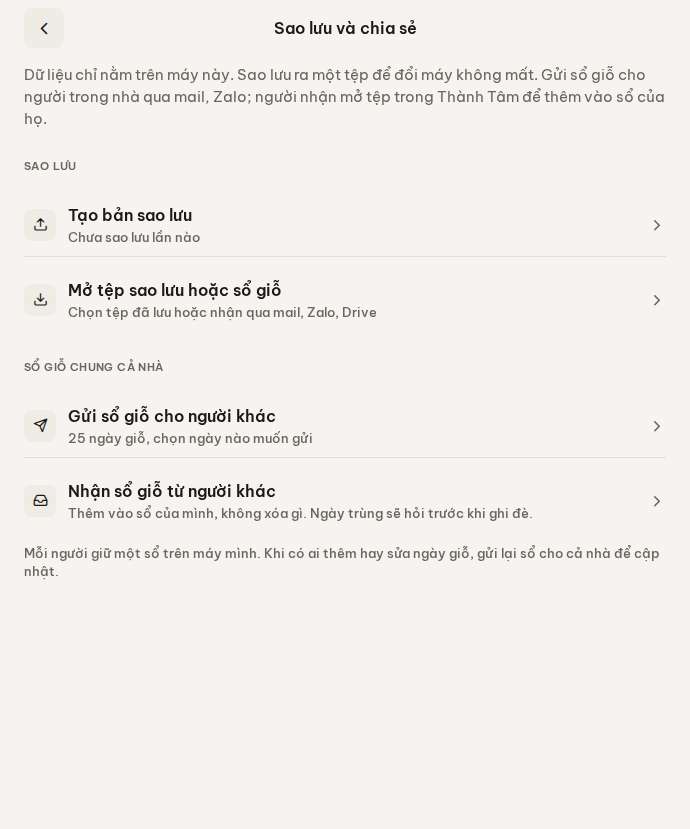 Sao lưu và chia sẻ
Dữ liệu chỉ nằm trên máy này. Sao lưu ra một tệp để đổi máy không mất. Gửi sổ giỗ cho
người trong nhà qua mail, Zalo; người nhận mở tệp trong Thành Tâm để thêm vào sổ của
họ.
SAO LƯU
Tạo bản sao lưu
Chưa sao lưu lần nào
Mở tệp sao lưu hoặc sổ giỗ
Chọn tệp đã lưu hoặc nhận qua mail, Zalo, Drive
SỔ GIỖ CHUNG CẢ NHÀ
Gửi sổ giỗ cho người khác
25 ngày giỗ, chọn ngày nào muốn gửi
Nhận sổ giỗ từ người khác
Thêm vào sổ của mình, không xóa gì. Ngày trùng sẽ hỏi trước khi ghi đè.
Mỗi người giữ một sổ trên máy mình. Khi có ai thêm hay sửa ngày giỗ, gửi lại sổ cho cả nhà để cập
nhật.